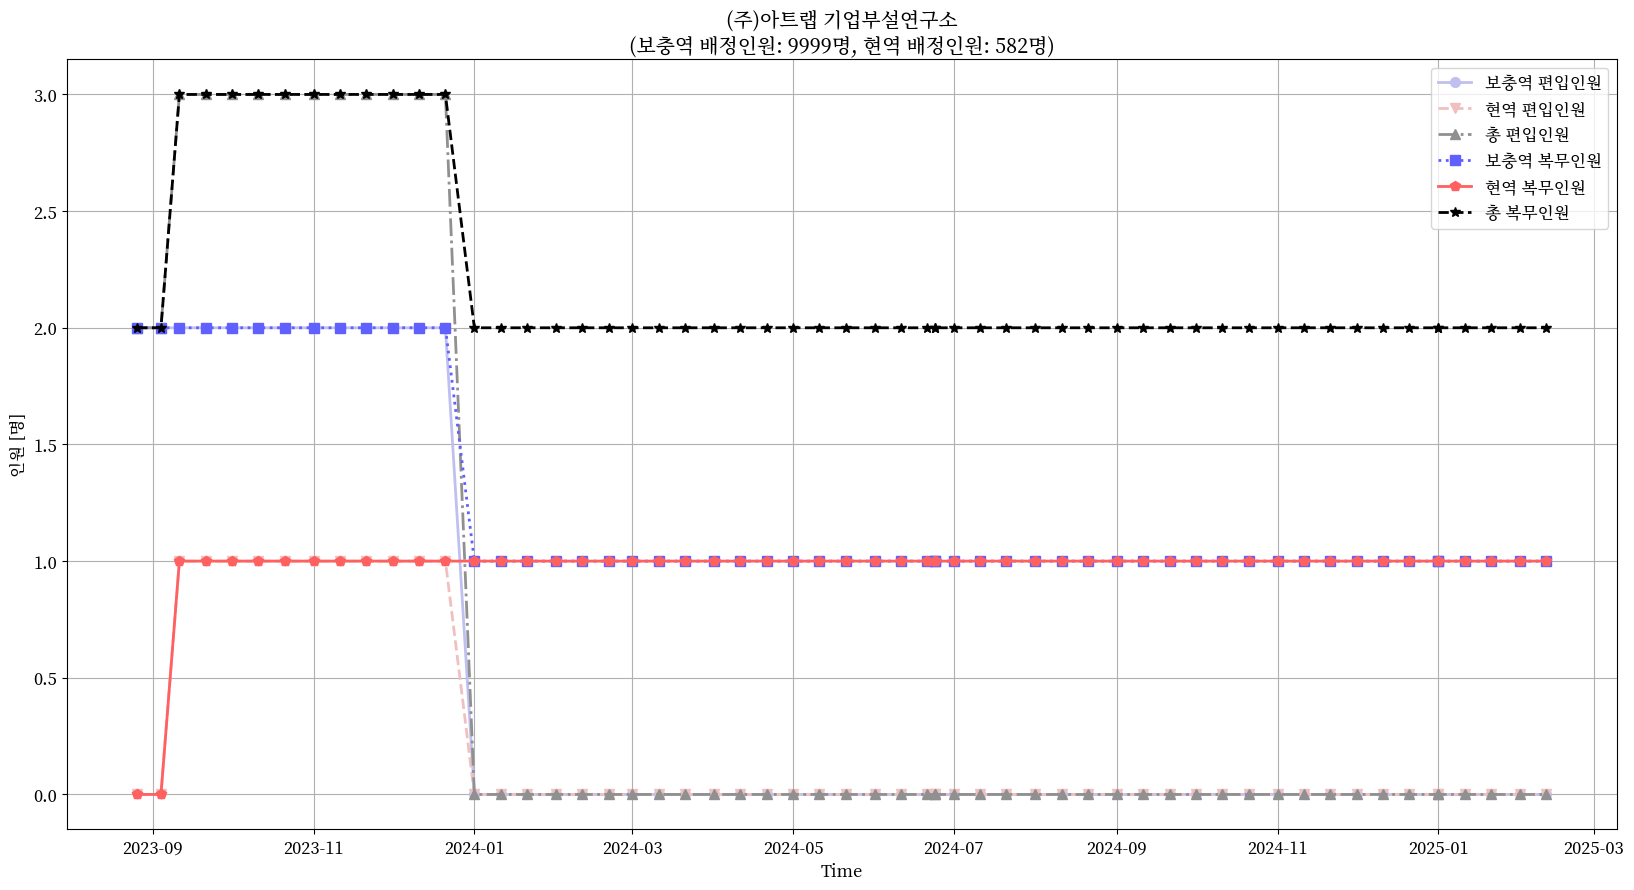 (주)아트랩 기업부설연구소
(보충역 배정인원: 9999명, 현역 배정인원: 582명)
보충역 편입인원
현역 편입인원
총 편입인원
보충역 복무인원
현역 복무인원
총 복무인원
인원 [명]
3.0
2.5
2.0
1.5
1.0
0.5
0.0
2023-09 2023-11 2024-01 2024-03 2024-05 2024-07 2024-09 2024-11 2025-01 2025-03
Time